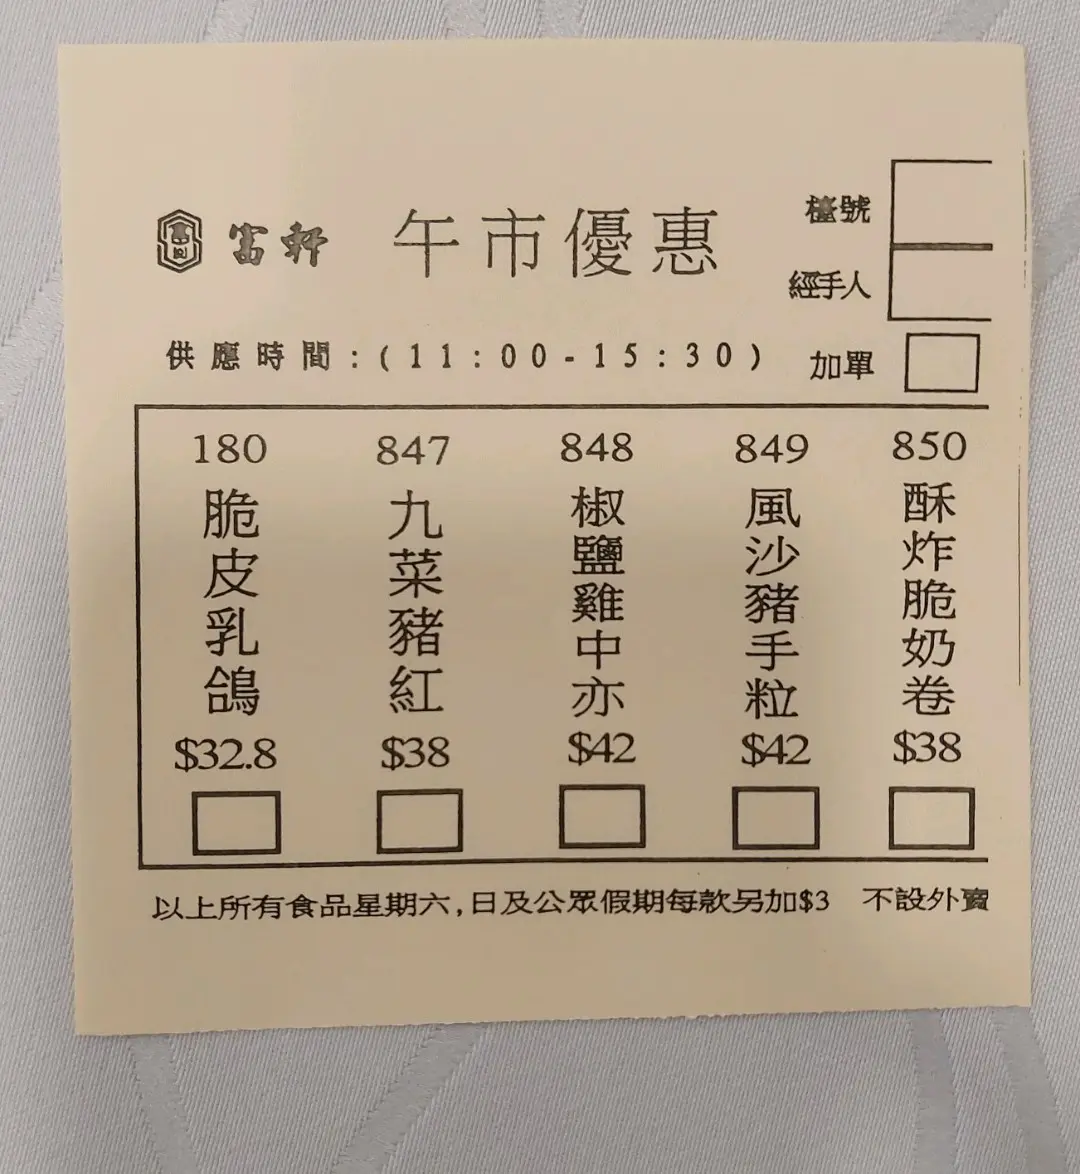 富軒 午市優惠
檯號
經手人
供應時間:(11:00-15:30)
加單
180 847 848 849 850
脆皮乳鴿
九菜豬紅
椒鹽雞中亦
風沙豬手粒
酥炸脆奶卷
$32.8 $38 $42 $42 $38
以上所有食品星期六,日及公眾假期每款另加$3 不設外賣